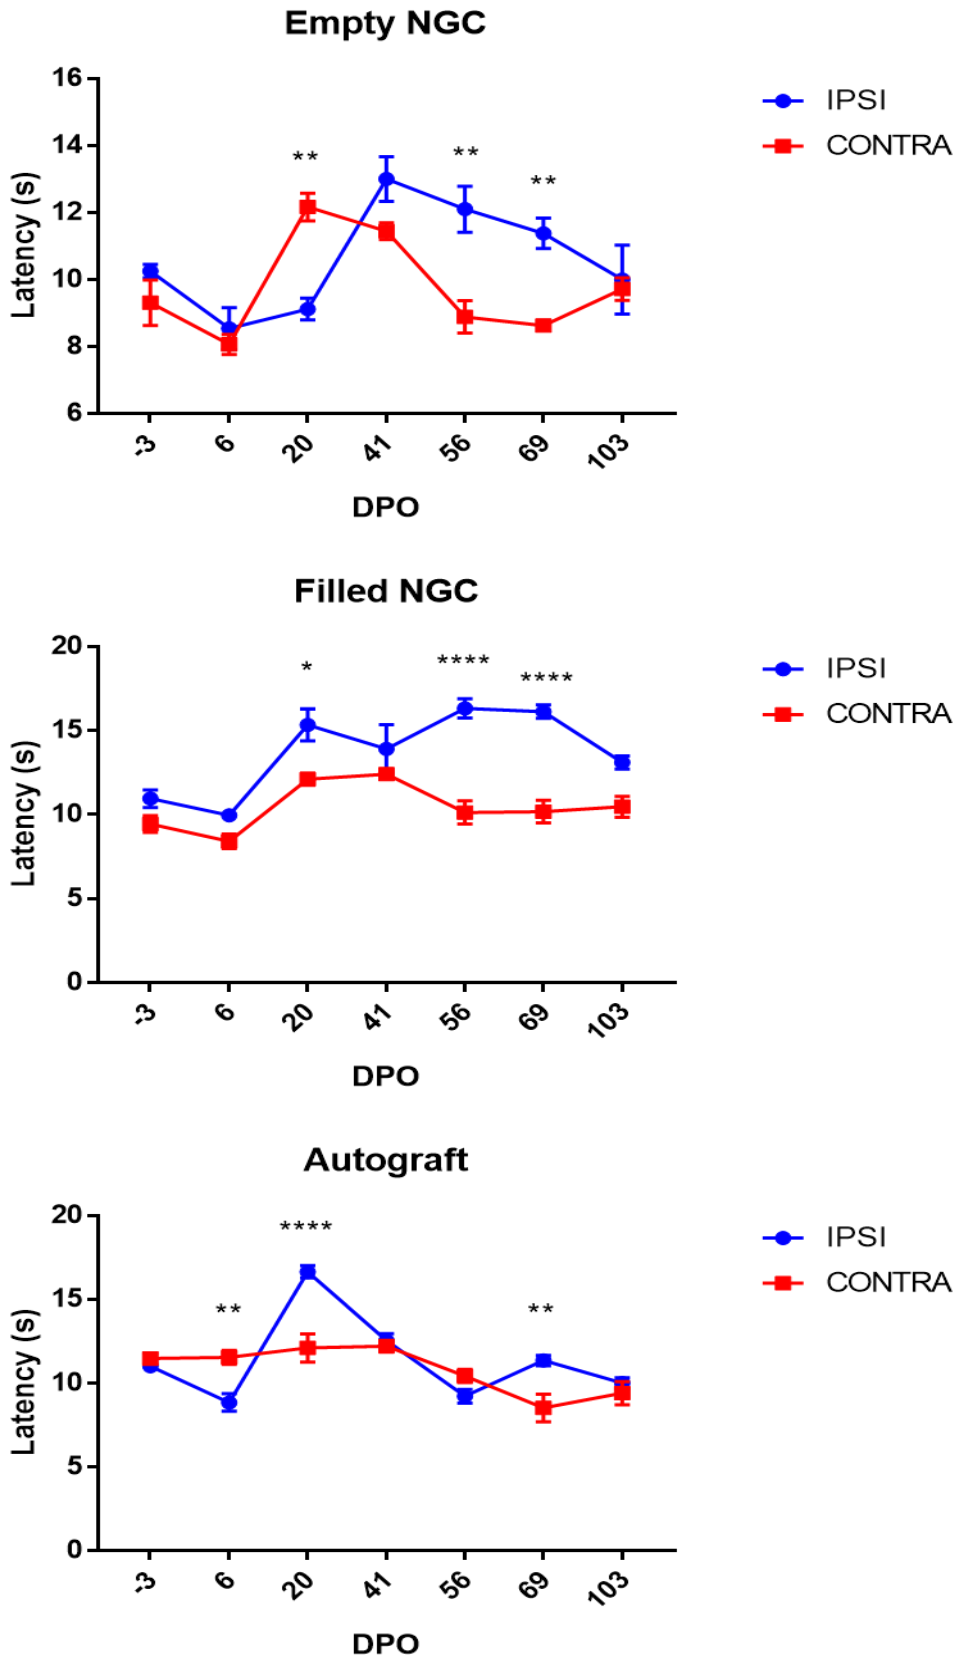 Empty NGC
16
14
12
10
8
6
Latency (s)
** ** **
IPSI
CONTRA
-3 6 20 41 56 69 103
DPO
Filled NGC
20
15
10
5
0
Latency (s)
* **** ****
IPSI
CONTRA
-3 6 20 41 56 69 103
DPO
Autograft
20
15
10
5
0
Latency (s)
** **** **
IPSI
CONTRA
-3 6 20 41 56 69 103
DPO